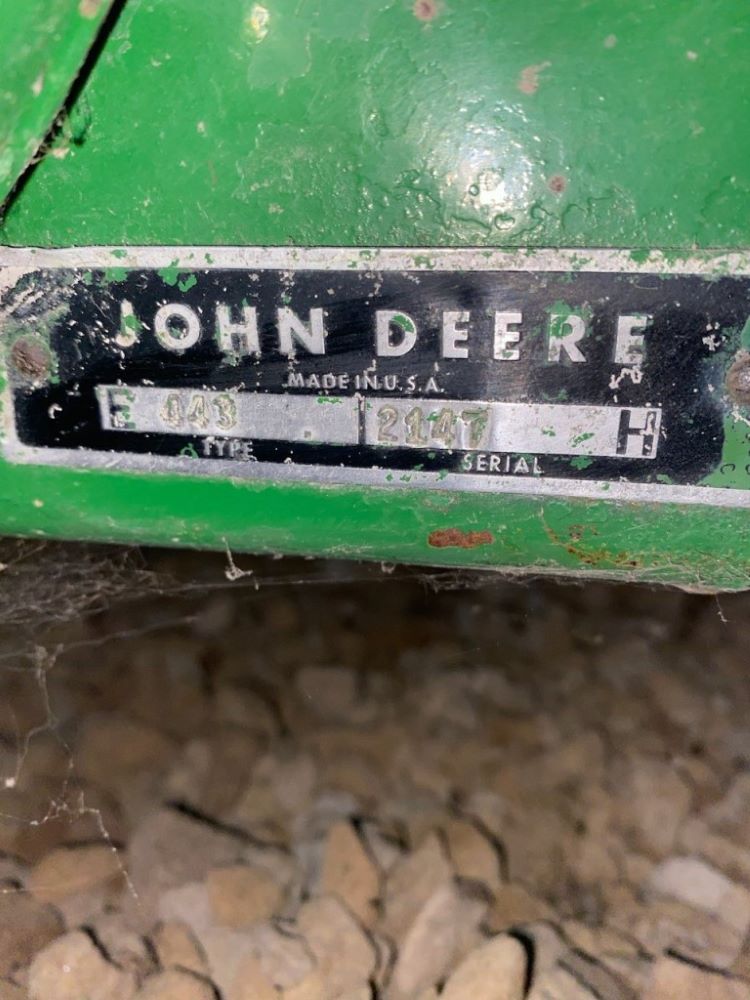 JOHN DEERE
MADE IN U.S.A.
E 443 2147 H
TYPE SERIAL